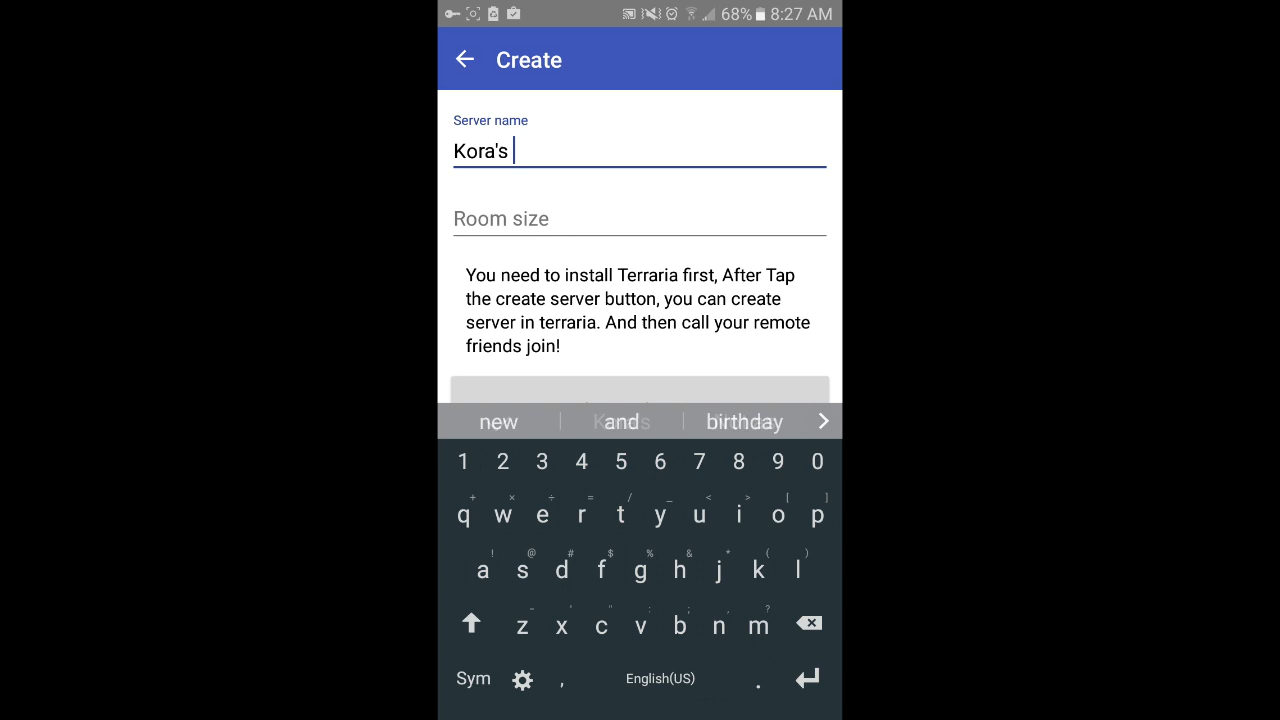 68% 8:27 AM
Create
Server name
Kora's
Room size
You need to install Terraria first, After Tap
the create server button, you can create
server in terraria. And then call your remote
friends join!
new and birthday
1 2 3 4 5 6 7 8 9 0
+ × ÷ = / _ < > [ ]
q w e r t y u i o p
! @ # $ % & * ( )
a s d f g h j k l
- ' " : ; , ?
z x c v b n m
Sym , English(US) .